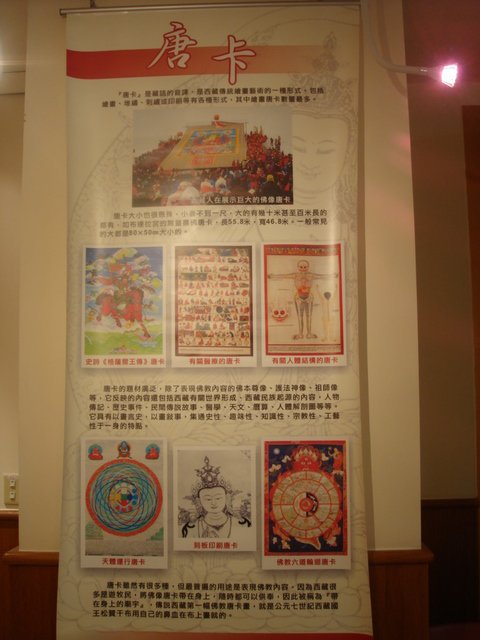 唐卡
『唐卡』是藏語的音譯，是西藏傳統繪畫藝術的一種形式，包括
繪畫、堆繡、刺繡或印刷等有各種形式，其中繪畫唐卡數量最多。
人在展示巨大的佛像唐卡
唐卡大小也很懸殊，小者不到一尺，大的有幾十米甚至百米長的
都有，如布達拉宮的刺量畫佛唐卡，長55.8米，寬46.8米。一般常見
的大都是80×50m大小的。
史詩《格薩爾王傳》唐卡
有關醫療的唐卡
有關人體結構的唐卡
唐卡的題材廣泛，除了表現佛教內容的佛本尊像、護法神像、祖師像
等，它反映的內容還包括西藏有關世界形成、西藏民族起源的內容，人物
傳記、歷史事件、民間傳說故事、醫學、天文、曆算、人體解剖圖等等。
它具有以畫言史，以畫敍事，集通史性、趣味性、知識性、宗教性、工藝
性于一身的特點。
天體運行唐卡
刻板印刷唐卡
佛教六道輪迴唐卡
唐卡雖然有很多種，但最普遍的用途是表現佛教內容。因為西藏很
多是遊牧民，將佛像唐卡帶在身上，隨時都可以供奉，因此被稱為『帶
在身上的廟宇』。傳說西藏第一幅佛教唐卡畫，就是公元七世紀西藏國
王松贊干布用自己的鼻血在布上畫就的。